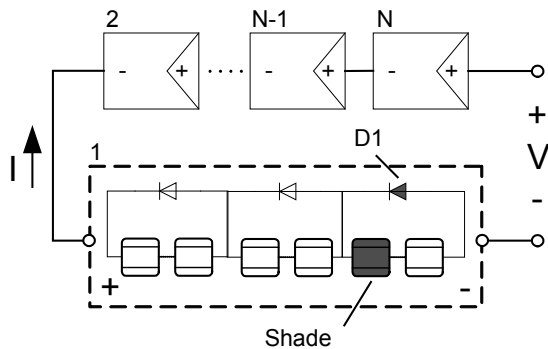 2 N-1 N
- + .... - + - +
D1
+
V
-
I
1
+ -
Shade